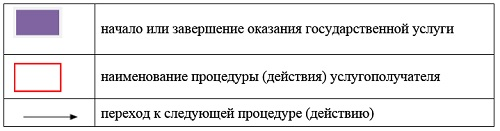 начало или завершение оказания государственной услуги
наименование процедуры (действия) услугополучателя
переход к следующей процедуре (действию)